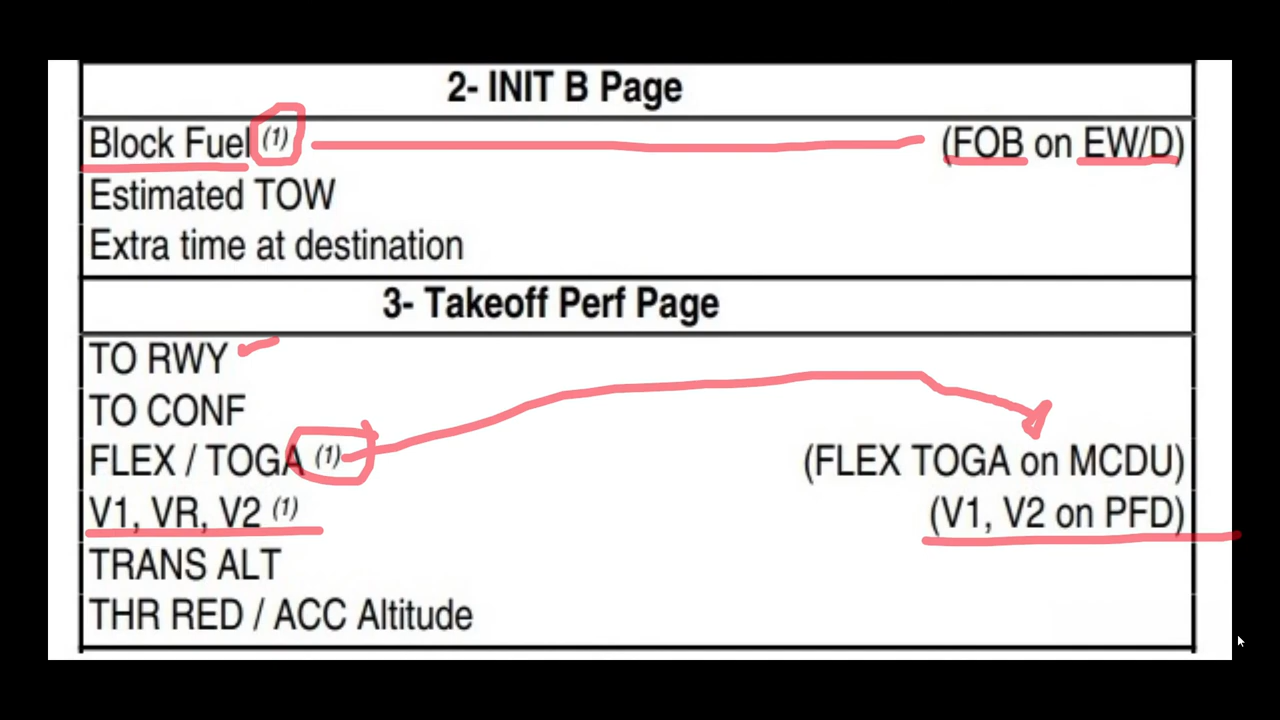 2- INIT B Page
Block Fuel (1) (FOB on EW/D)
Estimated TOW
Extra time at destination
3- Takeoff Perf Page
TO RWY
TO CONF
FLEX / TOGA (1) (FLEX TOGA on MCDU)
V1, VR, V2 (1) (V1, V2 on PFD)
TRANS ALT
THR RED / ACC Altitude